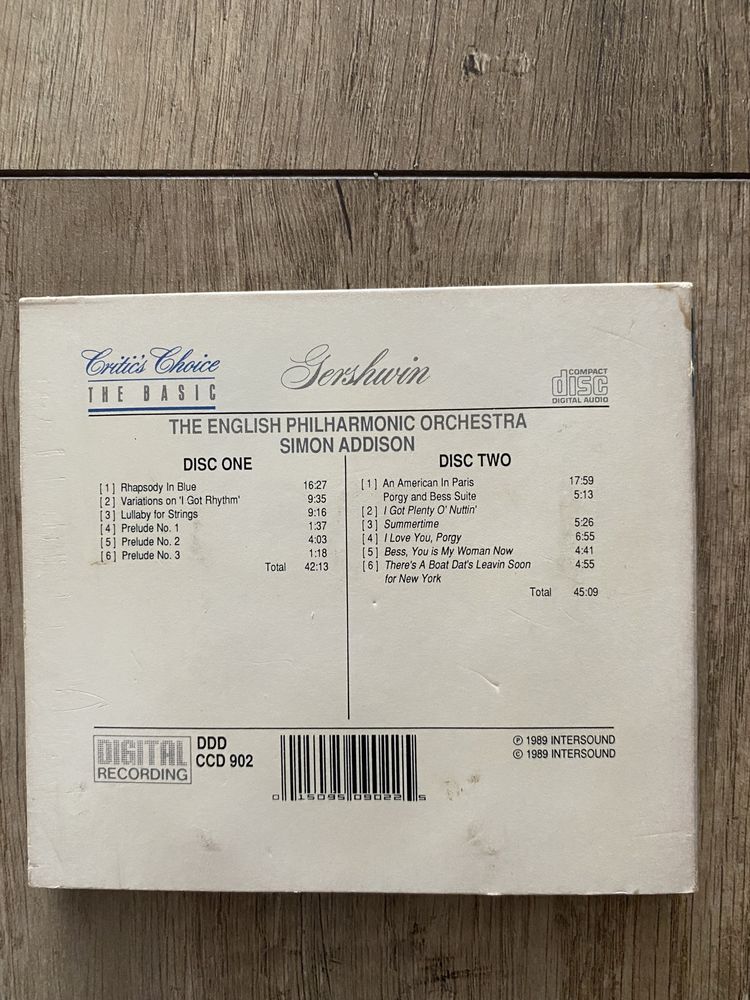 Critic's Choice
THE BASIC
Gershwin
COMPACT
disc
DIGITAL AUDIO
THE ENGLISH PHILHARMONIC ORCHESTRA
SIMON ADDISON
DISC ONE
[1] Rhapsody In Blue 16:27
[2] Variations on 'I Got Rhythm' 9:35
[3] Lullaby for Strings 9:16
[4] Prelude No. 1 1:37
[5] Prelude No. 2 4:03
[6] Prelude No. 3 1:18
Total 42:13
DISC TWO
[1] An American In Paris 17:59
Porgy and Bess Suite 5:13
[2] I Got Plenty O' Nuttin'
[3] Summertime 5:26
[4] I Love You, Porgy 6:55
[5] Bess, You is My Woman Now 4:41
[6] There's A Boat Dat's Leavin Soon 4:55
for New York
Total 45:09
DIGITAL
RECORDING
DDD
CCD 902
0 15095 09022 5
℗ 1989 INTERSOUND
© 1989 INTERSOUND